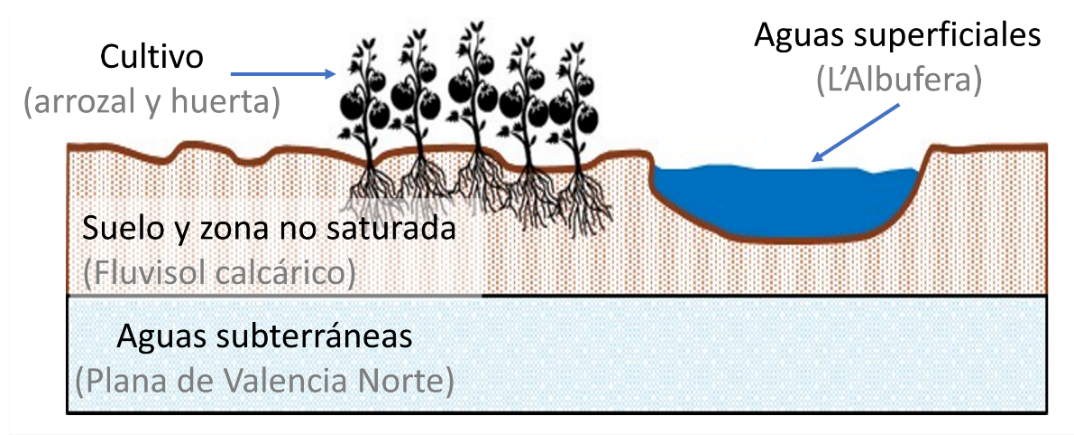 Cultivo
(arrozal y huerta)
Aguas superficiales
(L’Albufera)
Suelo y zona no saturada
(Fluvisol calcárico)
Aguas subterráneas
(Plana de Valencia Norte)